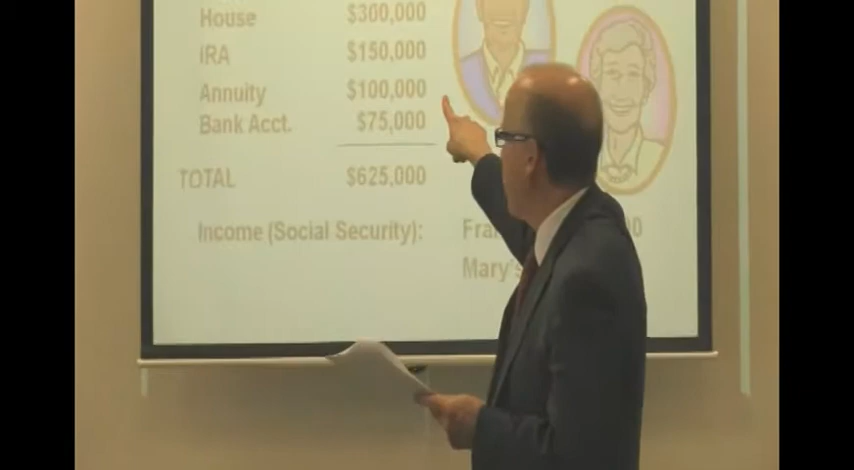 House $300,000
IRA $150,000
Annuity $100,000
Bank Acct. $75,000
TOTAL $625,000
Income (Social Security):
Mary's